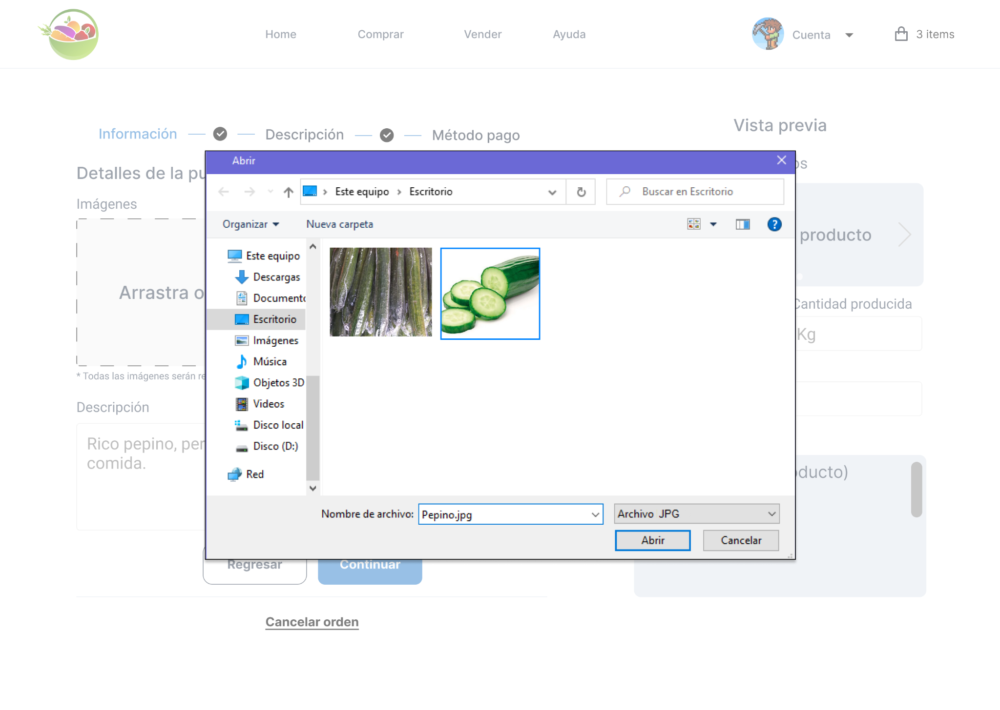 Home
Comprar
Vender
Ayuda
Cuenta
3 items
Información
Descripción
Método pago
Vista previa
Detalles de la pu
os
Imágenes
producto
Arrastra o
Cantidad producida
Kg
* Todas las imágenes serán re
Descripción
Rico pepino, per
comida.
oducto)
Regresar
Continuar
Cancelar orden
Abrir
Este equipo
Escritorio
Buscar en Escritorio
Organizar
Nueva carpeta
?
Este equipo
Descargas
Documento
Escritorio
Imágenes
Música
Objetos 3D
Videos
Disco local
Disco (D:)
Red
Nombre de archivo:
Pepino.jpg
Archivo JPG
Abrir
Cancelar